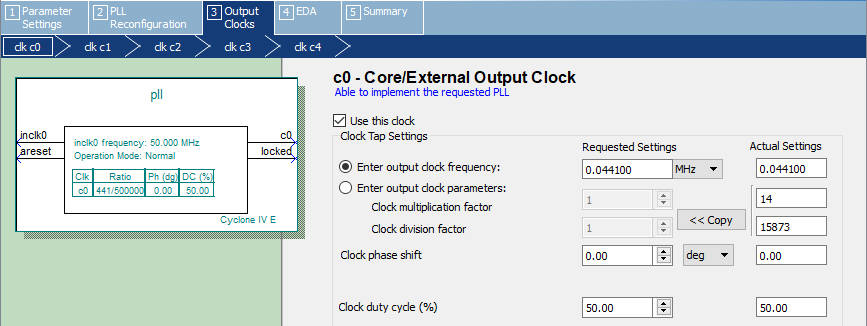 1 Parameter Settings
2 PLL Reconfiguration
3 Output Clocks
4 EDA
5 Summary
clk c0
clk c1
clk c2
clk c3
clk c4
pll
inclk0
areset
c0
locked
inclk0 frequency: 50.000 MHz
Operation Mode: Normal
Clk Ratio Ph (dg) DC (%)
c0 441/500000 0.00 50.00
Cyclone IV E
c0 - Core/External Output Clock
Able to implement the requested PLL
Use this clock
Clock Tap Settings
Requested Settings
Actual Settings
Enter output clock frequency:
0.044100
MHz
0.044100
Enter output clock parameters:
Clock multiplication factor
1
14
<< Copy
Clock division factor
1
15873
Clock phase shift
0.00
deg
0.00
Clock duty cycle (%)
50.00
50.00